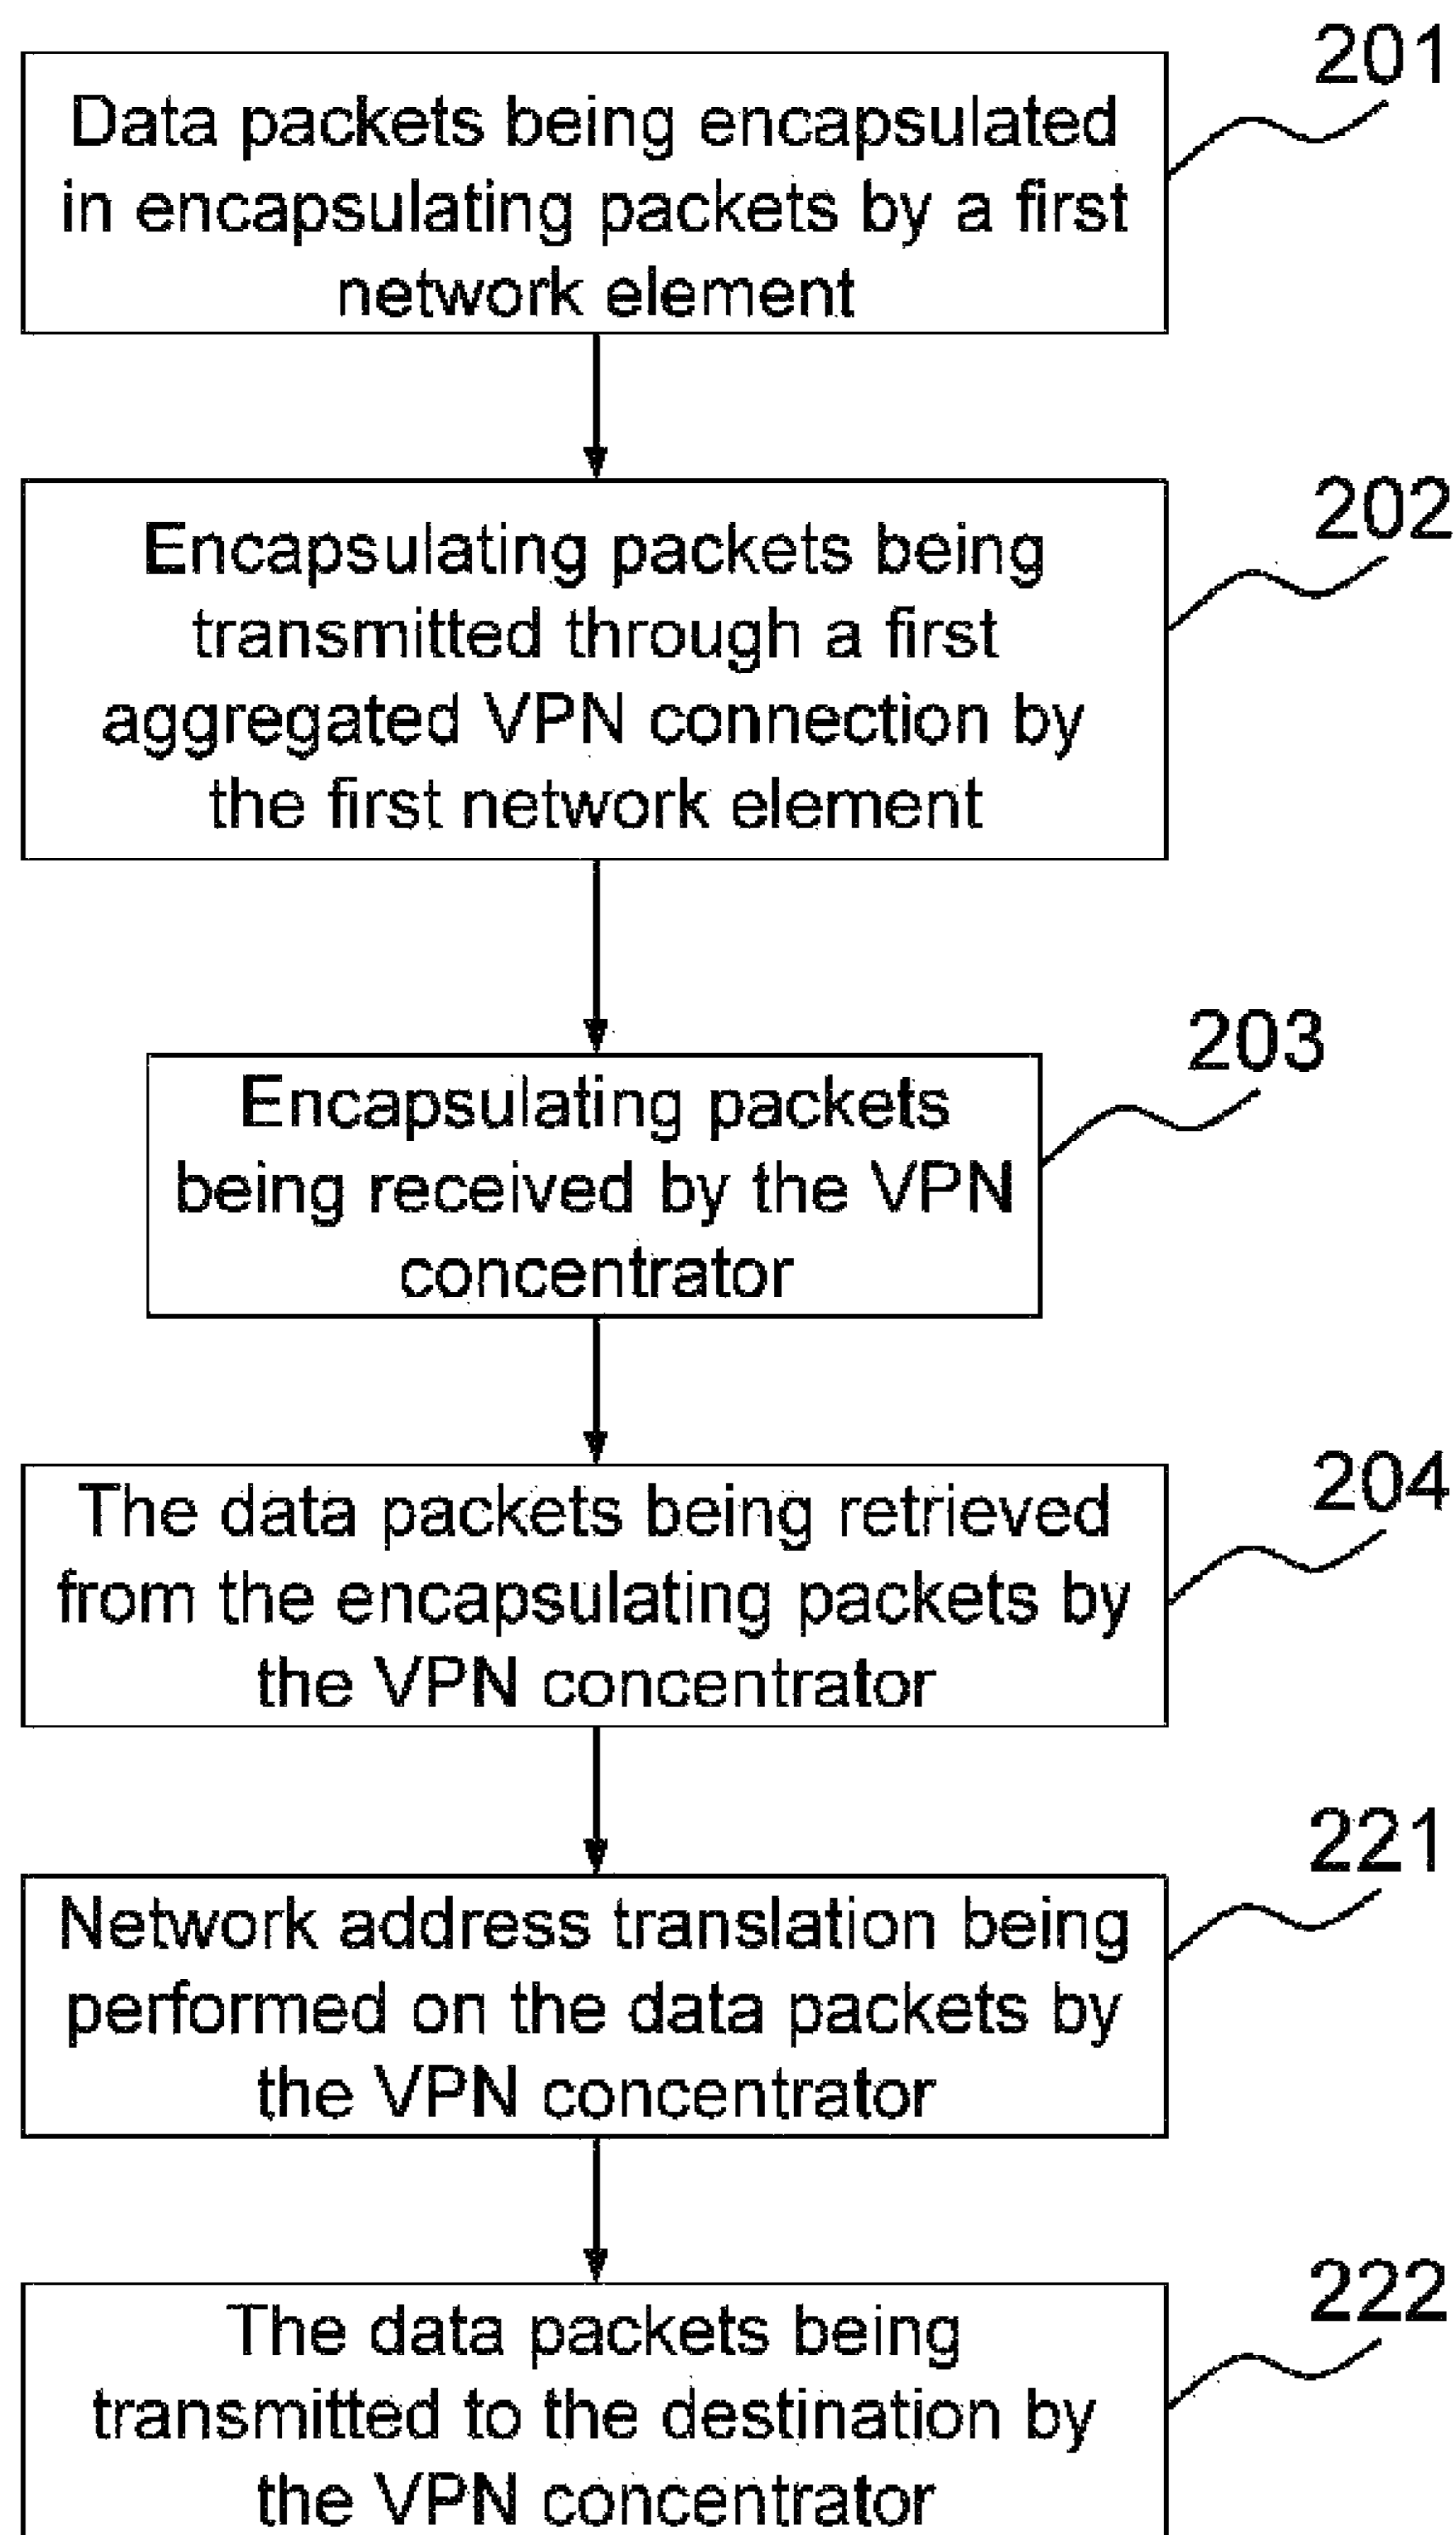 201
Data packets being encapsulated
in encapsulating packets by a first
network element
202
Encapsulating packets being
transmitted through a first
aggregated VPN connection by
the first network element
203
Encapsulating packets
being received by the VPN
concentrator
204
The data packets being retrieved
from the encapsulating packets by
the VPN concentrator
221
Network address translation being
performed on the data packets by
the VPN concentrator
222
The data packets being
transmitted to the destination by
the VPN concentrator